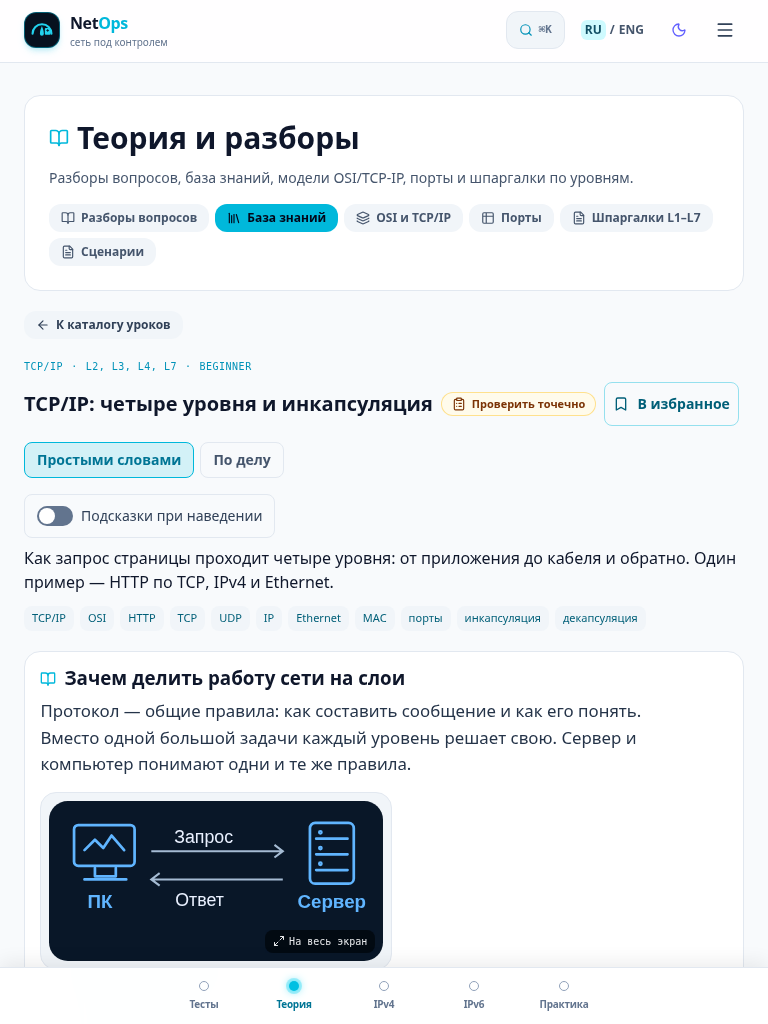 NetOps
сеть под контролем
⌘K
RU / ENG
Теория и разборы
Разборы вопросов, база знаний, модели OSI/TCP-IP, порты и шпаргалки по уровням.
Разборы вопросов
База знаний
OSI и TCP/IP
Порты
Шпаргалки L1–L7
Сценарии
К каталогу уроков
TCP/IP · L2, L3, L4, L7 · BEGINNER
TCP/IP: четыре уровня и инкапсуляция
Проверить точечно
В избранное
Простыми словами
По делу
Подсказки при наведении
Как запрос страницы проходит четыре уровня: от приложения до кабеля и обратно. Один
пример — HTTP по TCP, IPv4 и Ethernet.
TCP/IP
OSI
HTTP
TCP
UDP
IP
Ethernet
MAC
порты
инкапсуляция
декапсуляция
Зачем делить работу сети на слои
Протокол — общие правила: как составить сообщение и как его понять.
Вместо одной большой задачи каждый уровень решает свою. Сервер и
компьютер понимают одни и те же правила.
Запрос
Ответ
ПК
Сервер
На весь экран
Тесты
Теория
IPv4
IPv6
Практика